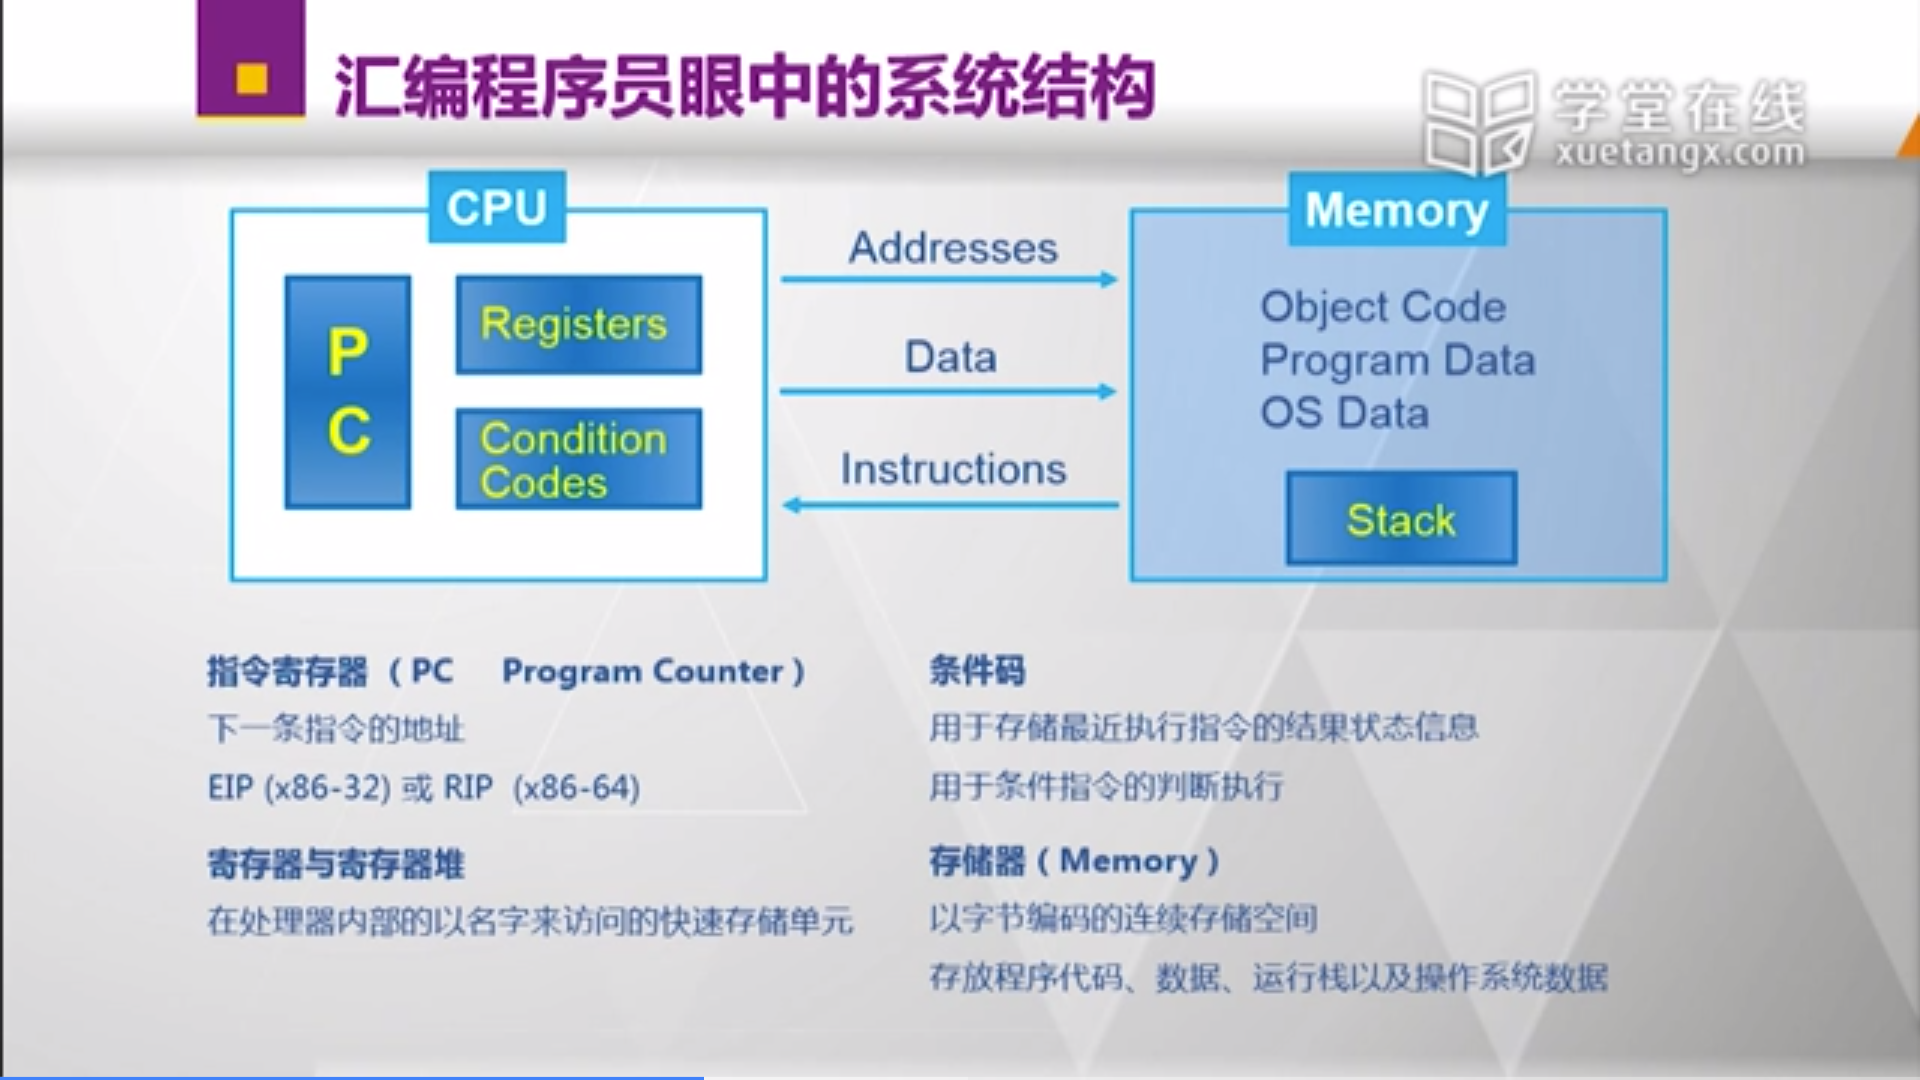 汇编程序员眼中的系统结构
学堂在线
xuetangx.com
CPU
P
C
Registers
Condition
Codes
Addresses
Data
Instructions
Memory
Object Code
Program Data
OS Data
Stack
指令寄存器（PC Program Counter）
下一条指令的地址
EIP (x86-32) 或 RIP (x86-64)
寄存器与寄存器堆
在处理器内部的以名字来访问的快速存储单元
条件码
用于存储最近执行指令的结果状态信息
用于条件指令的判断执行
存储器（Memory）
以字节编码的连续存储空间
存放程序代码、数据、运行栈以及操作系统数据